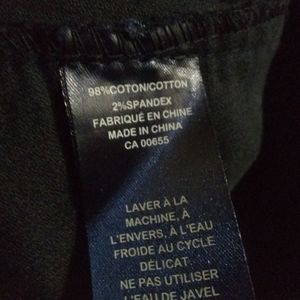 98%COTON/COTTON
2%SPANDEX
FABRIQUÉ EN CHINE
MADE IN CHINA
CA 00655
LAVER À LA
MACHINE, À
L'ENVERS, À L'EAU
FROIDE AU CYCLE
DÉLICAT.
NE PAS UTILISER
L'EAU DE JAVEL